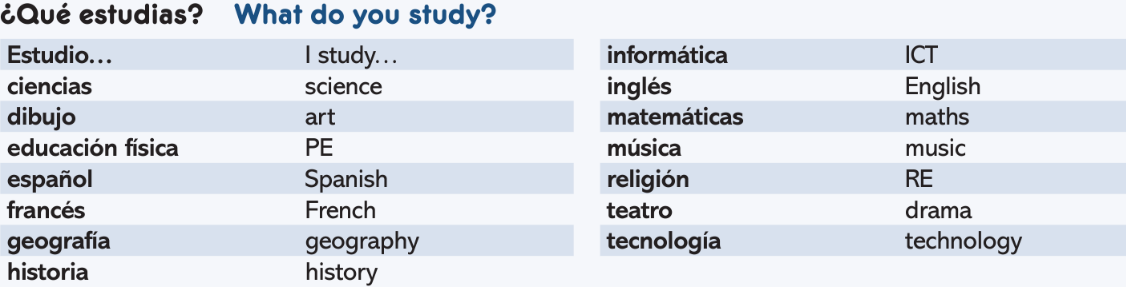 ¿Qué estudias? What do you study?
Estudio… I study…
ciencias science
dibujo art
educación física PE
español Spanish
francés French
geografía geography
historia history
informática ICT
inglés English
matemáticas maths
música music
religión RE
teatro drama
tecnología technology